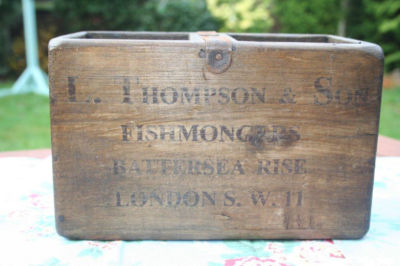 L. THOMPSON & SON
FISHMONGERS
BATTERSEA RISE
LONDON S. W. 11